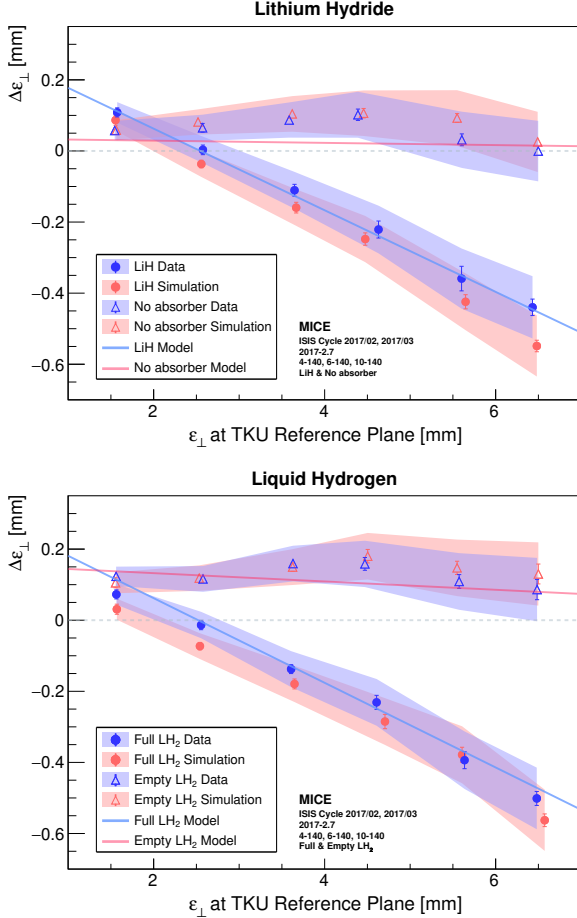 Lithium Hydride
Δε⊥ [mm]
0.2
0
−0.2
−0.4
−0.6
LiH Data
LiH Simulation
No absorber Data
No absorber Simulation
LiH Model
No absorber Model
MICE
ISIS Cycle 2017/02, 2017/03
2017-2.7
4-140, 6-140, 10-140
LiH & No absorber
2 4 6
ε⊥ at TKU Reference Plane [mm]
Liquid Hydrogen
Δε⊥ [mm]
0.2
0
−0.2
−0.4
−0.6
Full LH₂ Data
Full LH₂ Simulation
Empty LH₂ Data
Empty LH₂ Simulation
Full LH₂ Model
Empty LH₂ Model
MICE
ISIS Cycle 2017/02, 2017/03
2017-2.7
4-140, 6-140, 10-140
Full & Empty LH₂
2 4 6
ε⊥ at TKU Reference Plane [mm]